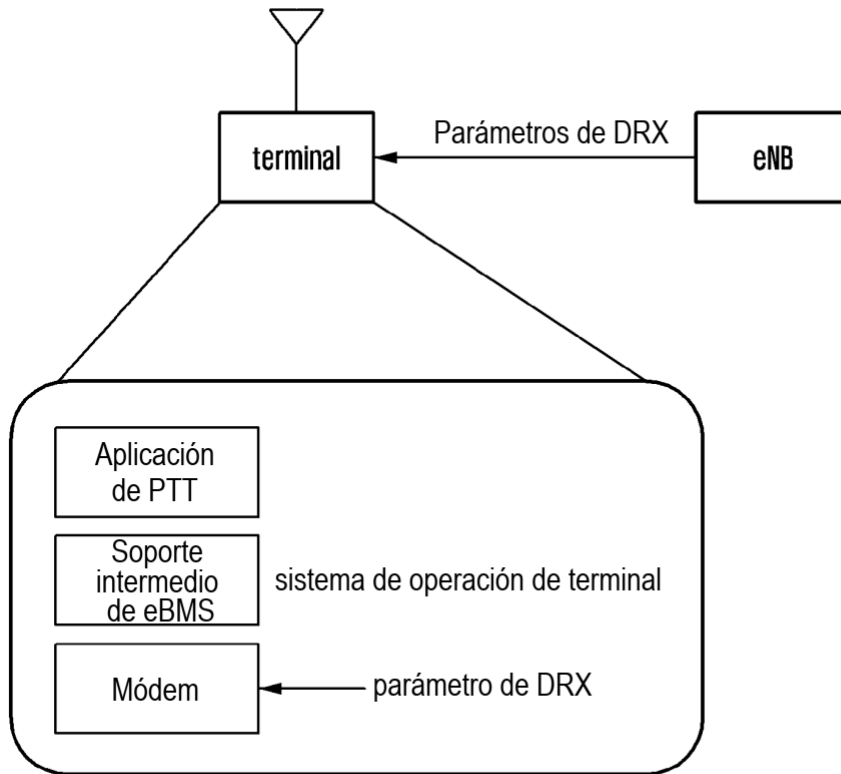 Parámetros de DRX
terminal
eNB
Aplicación
de PTT
Soporte
intermedio
de eBMS
sistema de operación de terminal
Módem
parámetro de DRX